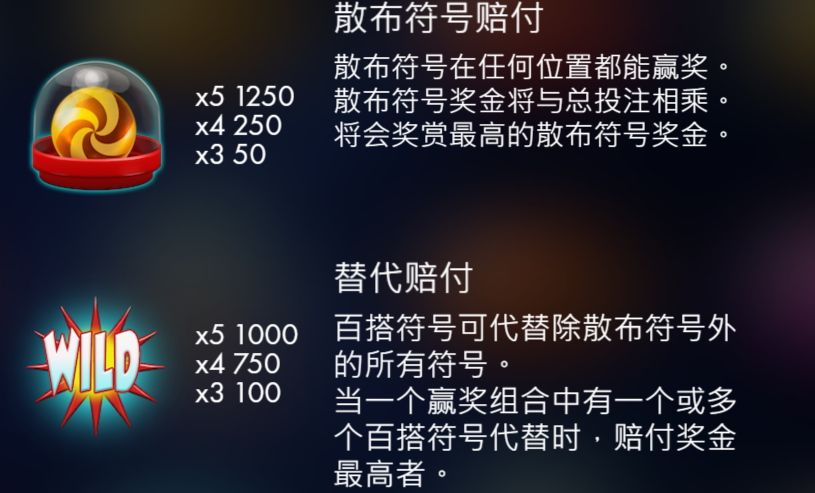 散布符号赔付
x5 1250
x4 250
x3 50
散布符号在任何位置都能赢奖。
散布符号奖金将与总投注相乘。
将会奖赏最高的散布符号奖金。
替代赔付
WILD
x5 1000
x4 750
x3 100
百搭符号可代替除散布符号外
的所有符号。
当一个赢奖组合中有一个或多
个百搭符号代替时，赔付奖金
最高者。